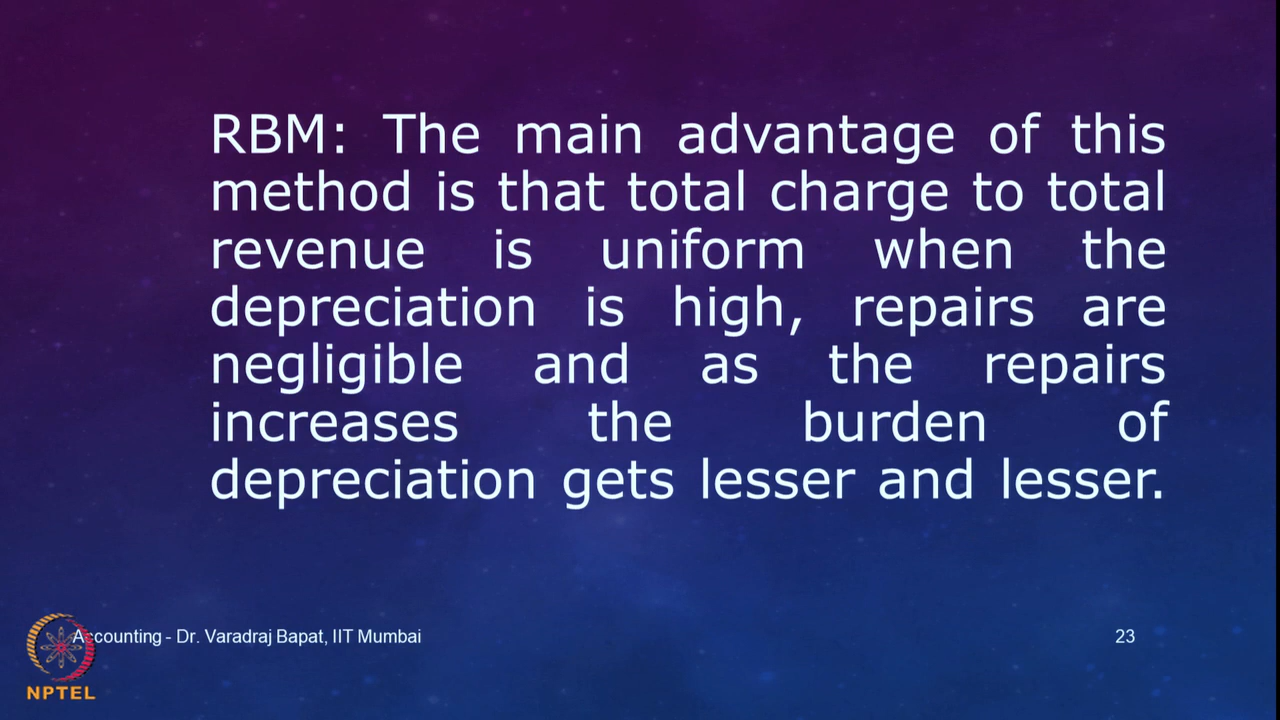 RBM: The main advantage of this
method is that total charge to total
revenue is uniform when the
depreciation is high, repairs are
negligible and as the repairs
increases the burden of
depreciation gets lesser and lesser.
Accounting - Dr. Varadraj Bapat, IIT Mumbai
23
NPTEL